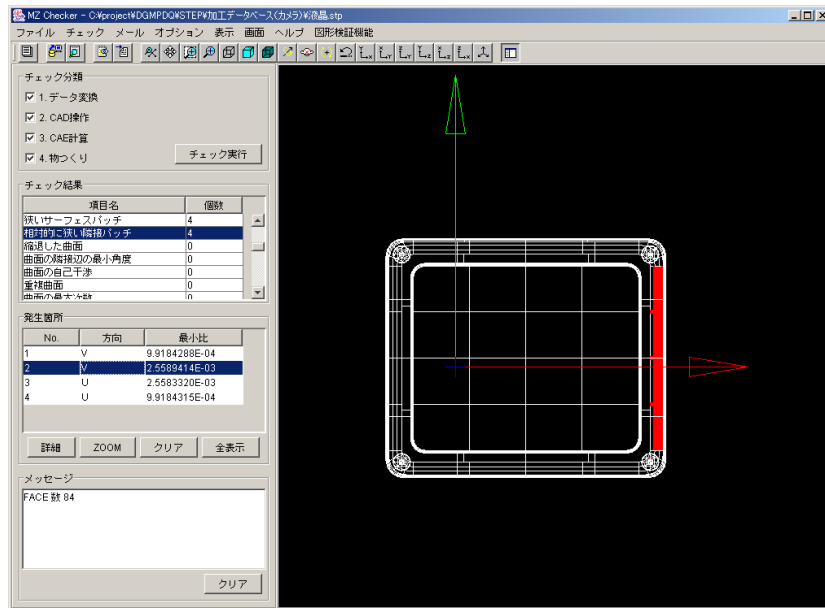 MZ Checker - C:¥project¥DGMPDQ¥STEP¥加工データベース(カメラ)¥液晶.stp
ファイル チェック メール オプション 表示 画面 ヘルプ 図形検証機能
チェック分類
1. データ変換
2. CAD操作
3. CAE計算
4. 物つくり
チェック実行
チェック結果
項目名 個数
狭いサーフェスパッチ 4
相対的に狭い隣接パッチ 4
縮退した曲面 0
曲面の隣接辺の最小角度 0
曲面の自己干渉 0
重複曲面 0
曲面の最大次数 0
発生箇所
No. 方向 最小比
1 V 9.9184288E-04
2 V 2.5589414E-03
3 U 2.5583320E-03
4 U 9.9184315E-04
詳細 ZOOM クリア 全表示
メッセージ
FACE 数 84
クリア